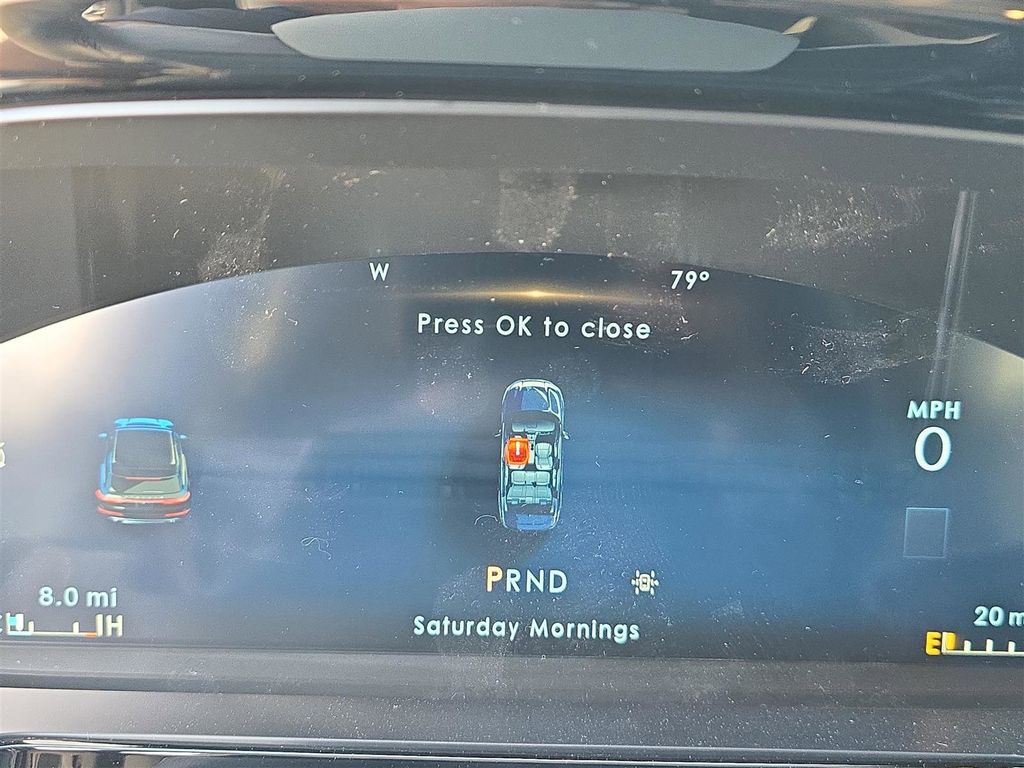 W 79°
Press OK to close
MPH
0
PRND
8.0 mi
20 m
H
E
Saturday Mornings